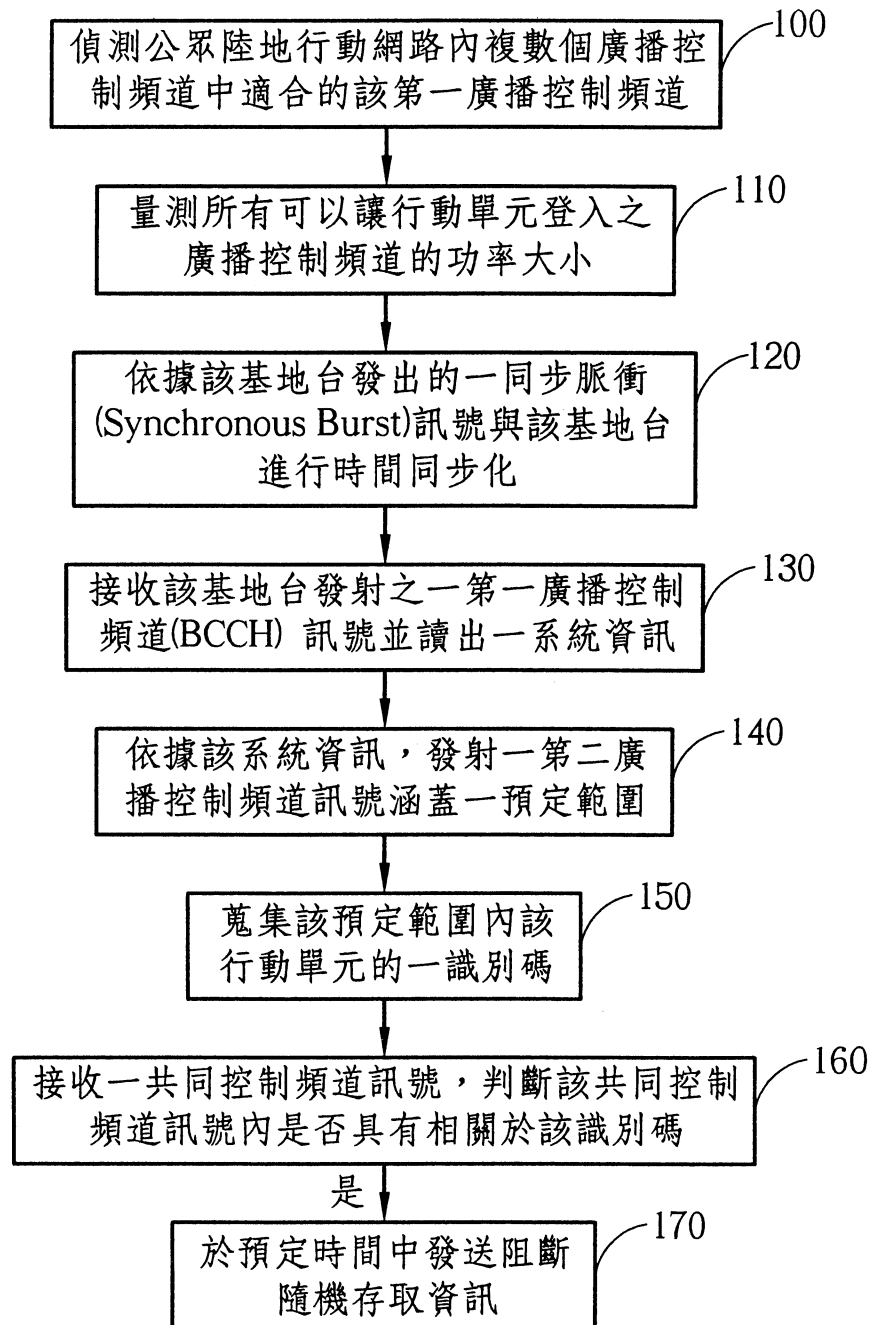 100
偵測公眾陸地行動網路內複數個廣播控
制頻道中適合的該第一廣播控制頻道
110
量測所有可以讓行動單元登入之
廣播控制頻道的功率大小
120
依據該基地台發出的一同步脈衝
(Synchronous Burst)訊號與該基地台
進行時間同步化
130
接收該基地台發射之一第一廣播控制
頻道(BCCH) 訊號並讀出一系統資訊
140
依據該系統資訊，發射一第二廣
播控制頻道訊號涵蓋一預定範圍
150
蒐集該預定範圍內該
行動單元的一識別碼
160
接收一共同控制頻道訊號，判斷該共同控制
頻道訊號內是否具有相關於該識別碼
是
170
於預定時間中發送阻斷
隨機存取資訊